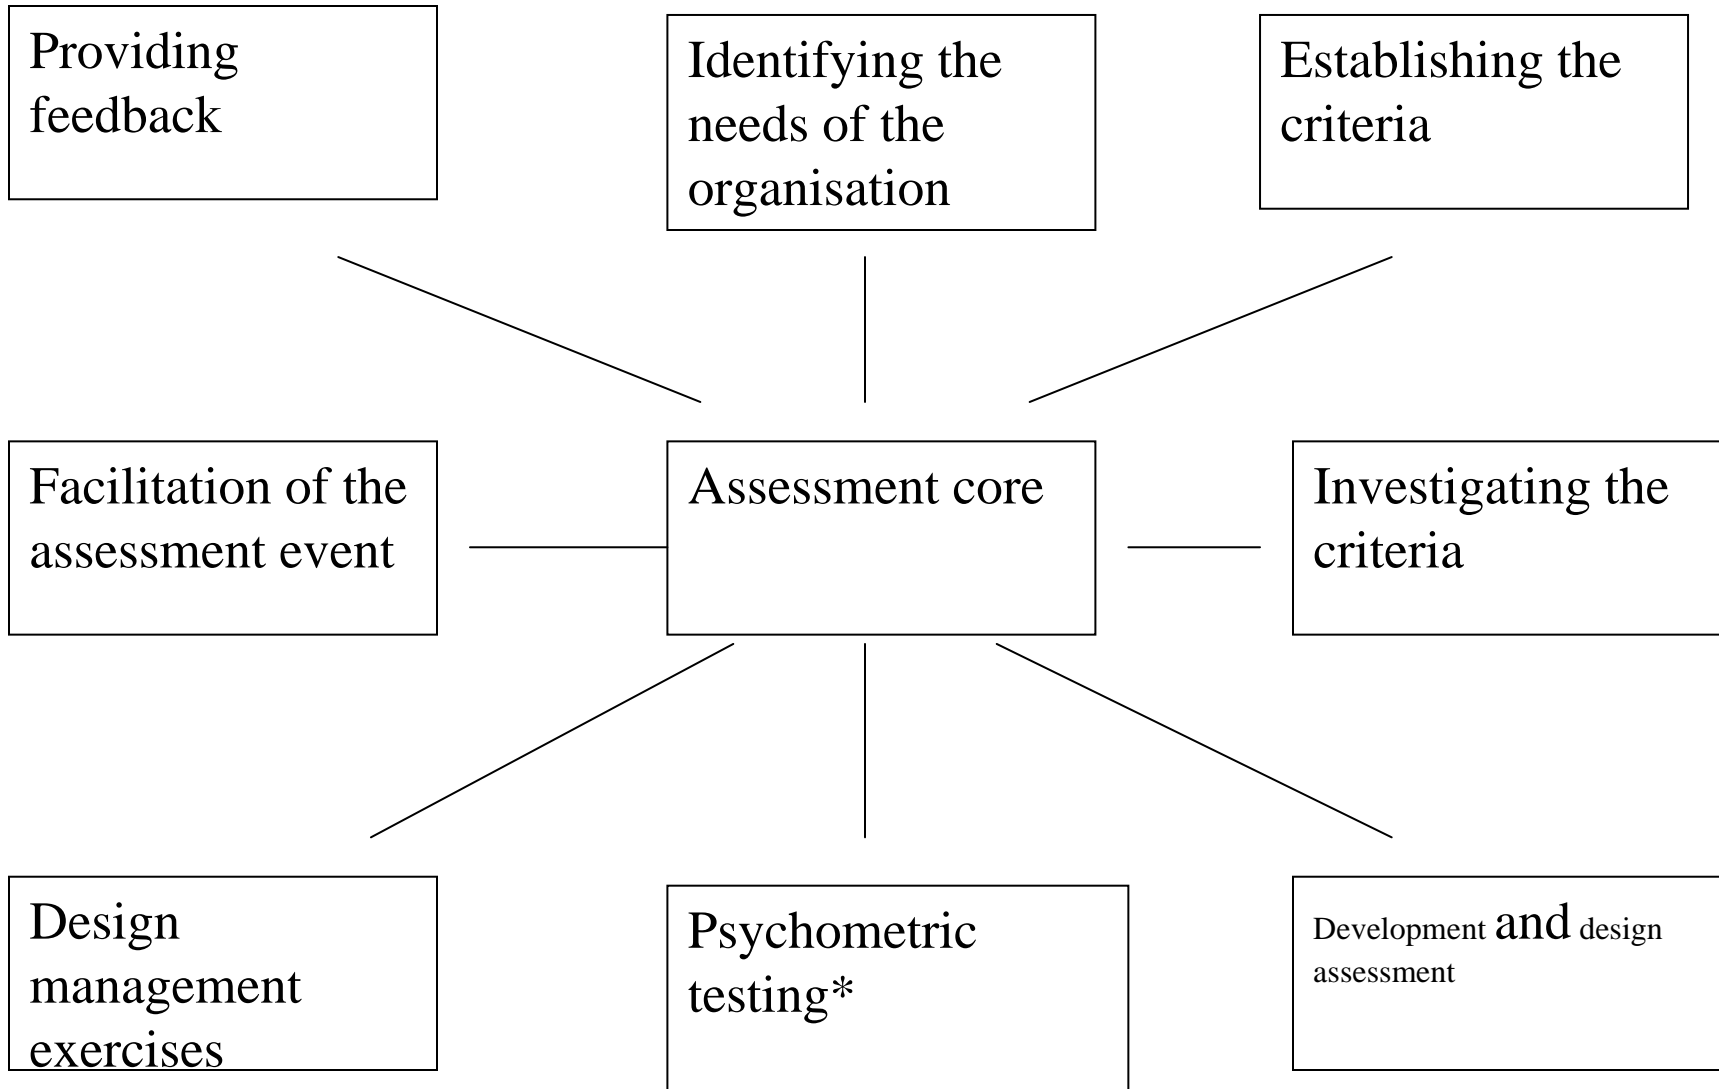 Providing
feedback
Identifying the
needs of the
organisation
Establishing the
criteria
Facilitation of the
assessment event
Assessment core
Investigating the
criteria
Design
management
exercises
Psychometric
testing*
Development and design
assessment